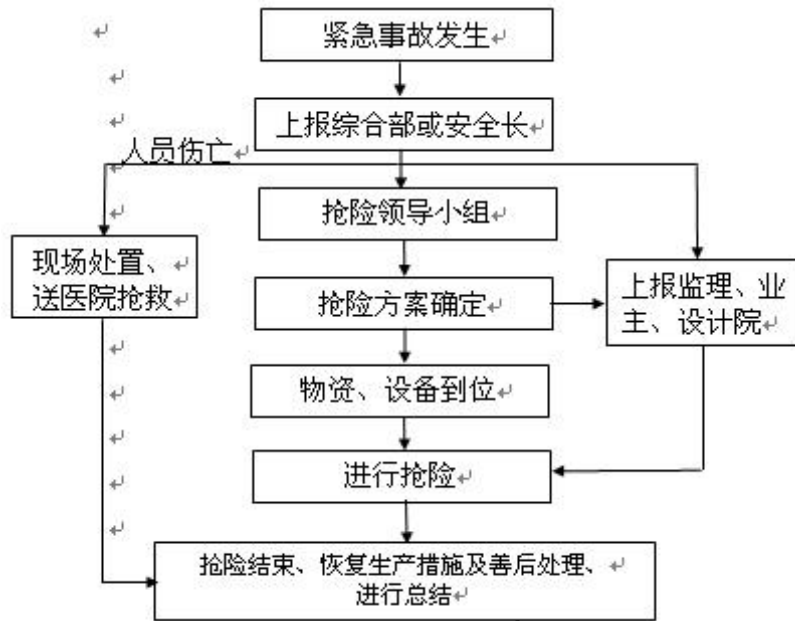 紧急事故发生
上报综合部或安全长
人员伤亡
抢险领导小组
现场处置、
送医院抢救
抢险方案确定
上报监理、业
主、设计院
物资、设备到位
进行抢险
抢险结束、恢复生产措施及善后处理、
进行总结